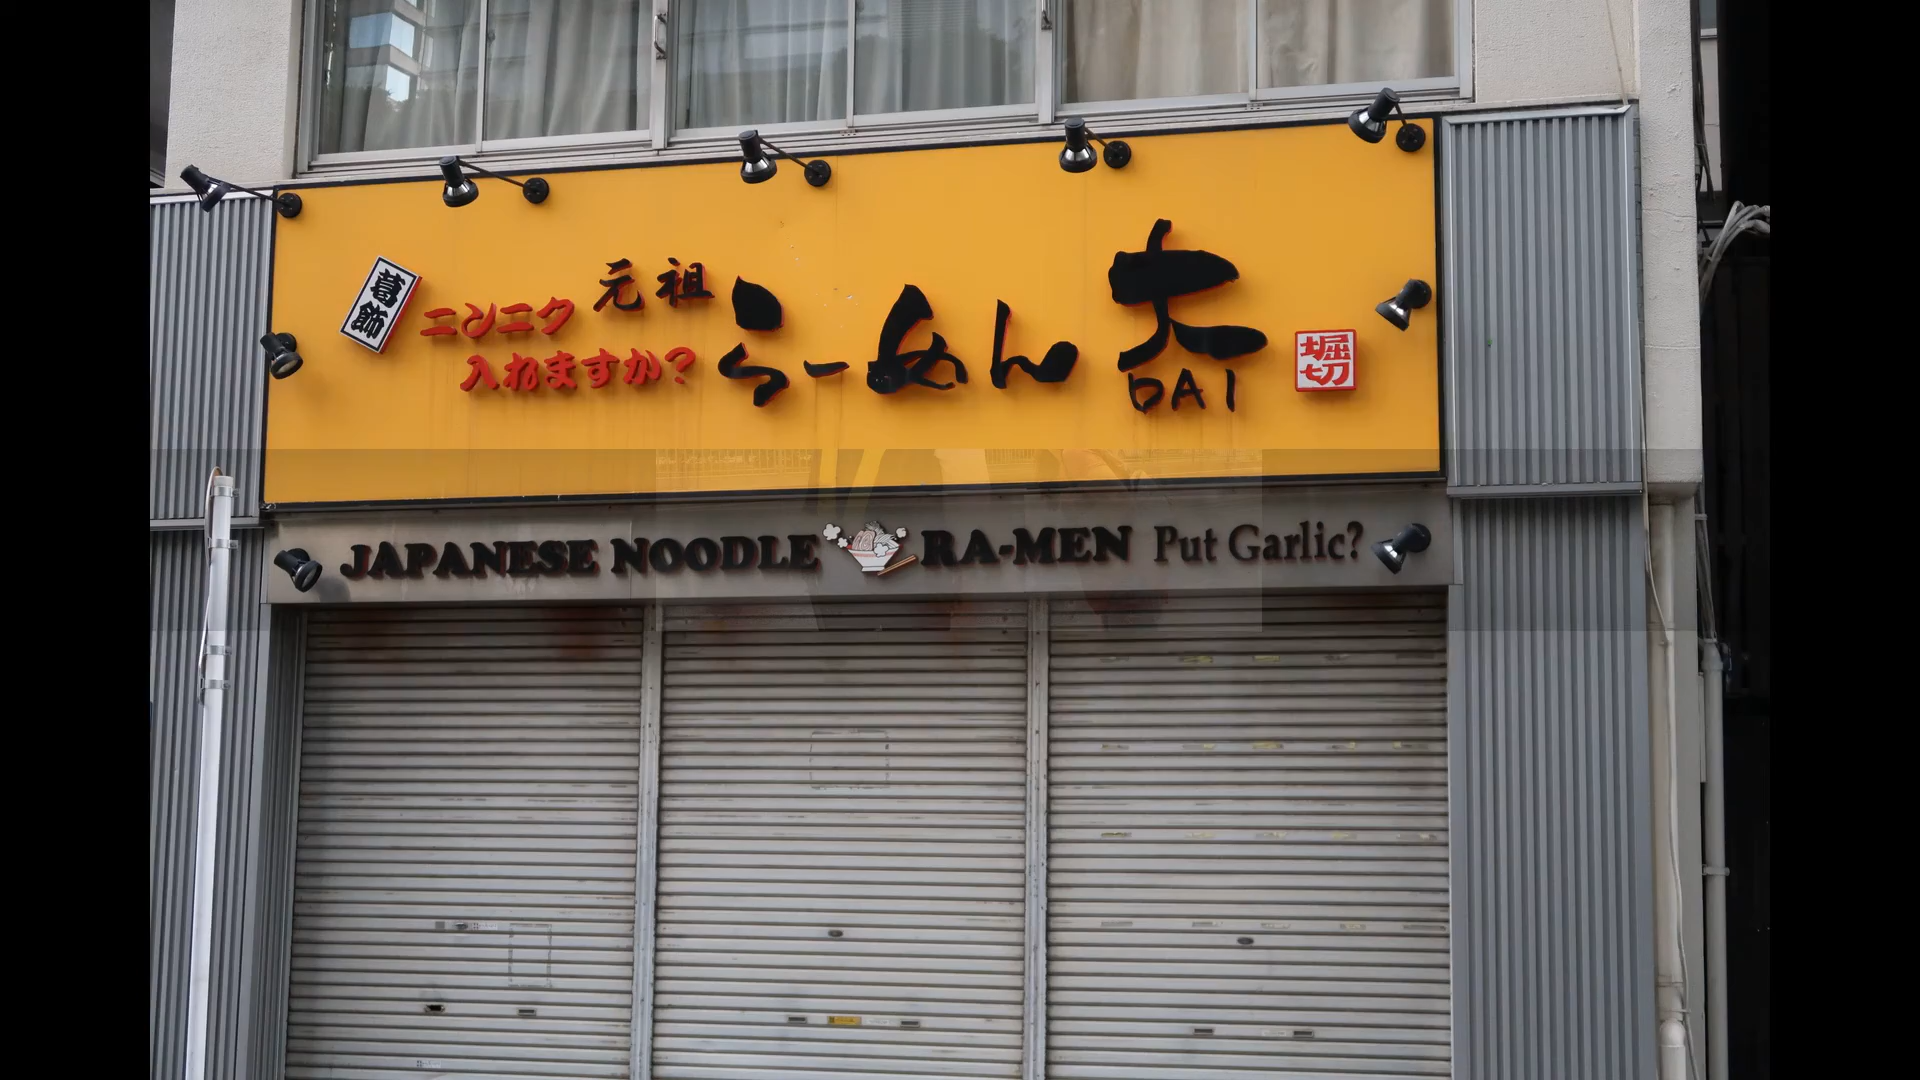 葛飾
ニンニク
入れますか?
元祖
らーめん 大
DAI
堀切
JAPANESE NOODLE RA-MEN Put Garlic?